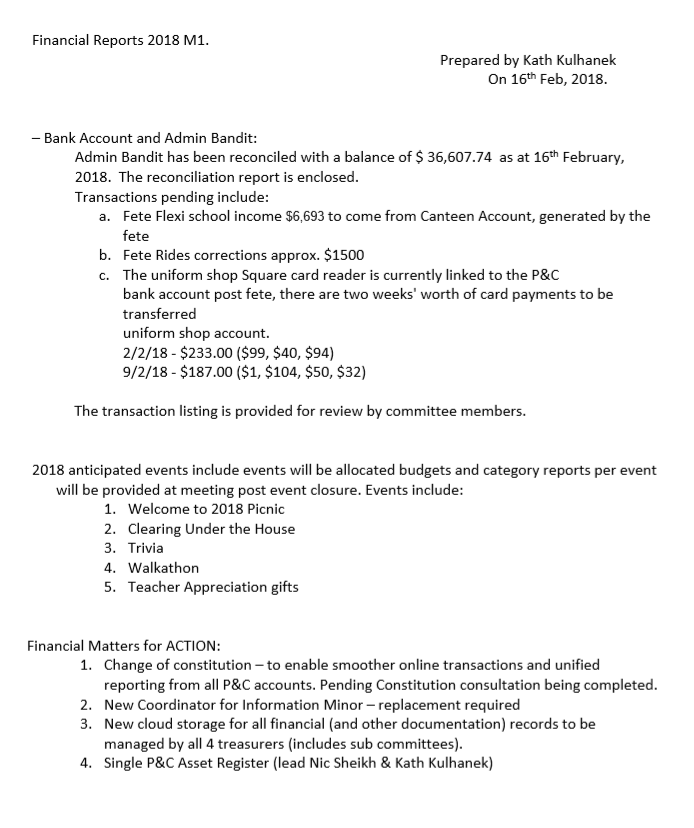 Financial Reports 2018 M1.
Prepared by Kath Kulhanek
On 16th Feb, 2018.
– Bank Account and Admin Bandit:
Admin Bandit has been reconciled with a balance of $ 36,607.74 as at 16th February,
2018. The reconciliation report is enclosed.
Transactions pending include:
a. Fete Flexi school income $6,693 to come from Canteen Account, generated by the
fete
b. Fete Rides corrections approx. $1500
c. The uniform shop Square card reader is currently linked to the P&C
bank account post fete, there are two weeks' worth of card payments to be
transferred
uniform shop account.
2/2/18 - $233.00 ($99, $40, $94)
9/2/18 - $187.00 ($1, $104, $50, $32)
The transaction listing is provided for review by committee members.
2018 anticipated events include events will be allocated budgets and category reports per event
will be provided at meeting post event closure. Events include:
1. Welcome to 2018 Picnic
2. Clearing Under the House
3. Trivia
4. Walkathon
5. Teacher Appreciation gifts
Financial Matters for ACTION:
1. Change of constitution – to enable smoother online transactions and unified
reporting from all P&C accounts. Pending Constitution consultation being completed.
2. New Coordinator for Information Minor – replacement required
3. New cloud storage for all financial (and other documentation) records to be
managed by all 4 treasurers (includes sub committees).
4. Single P&C Asset Register (lead Nic Sheikh & Kath Kulhanek)